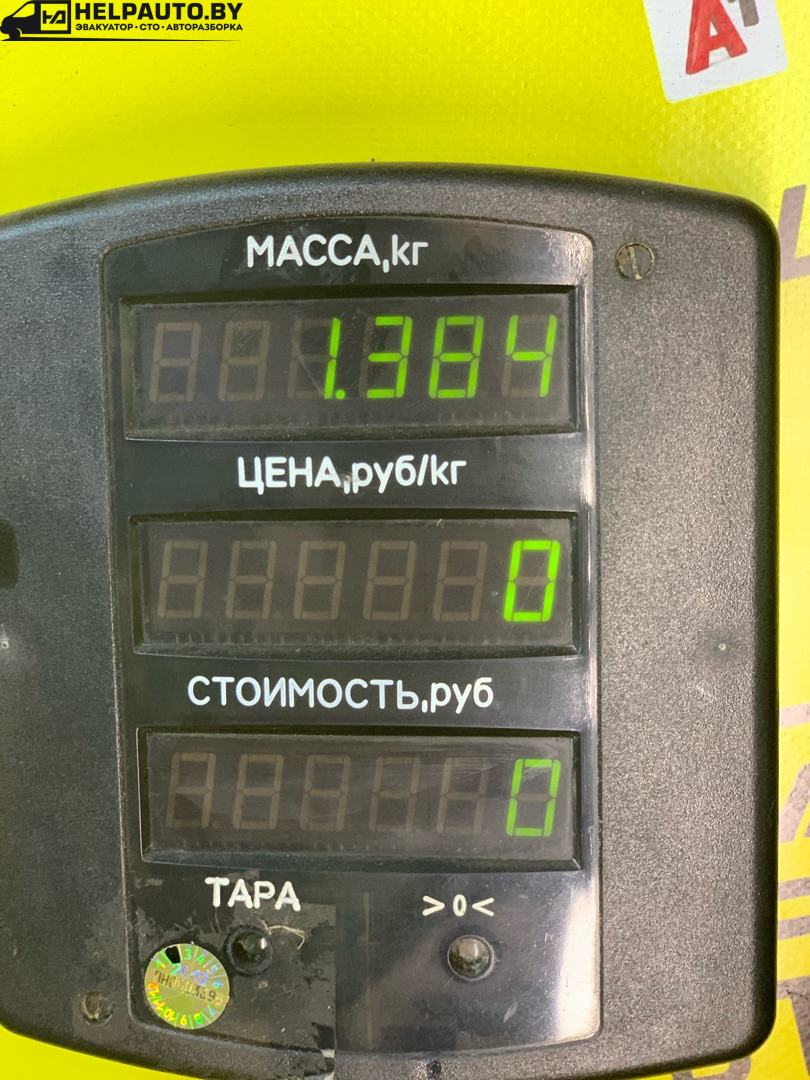 HELPAUTO.BY
ЭВАКУАТОР • СТО • АВТОРАЗБОРКА
МАССА,кг
1.384
ЦЕНА,руб/кг
0
СТОИМОСТЬ,руб
0
ТАРА >0<